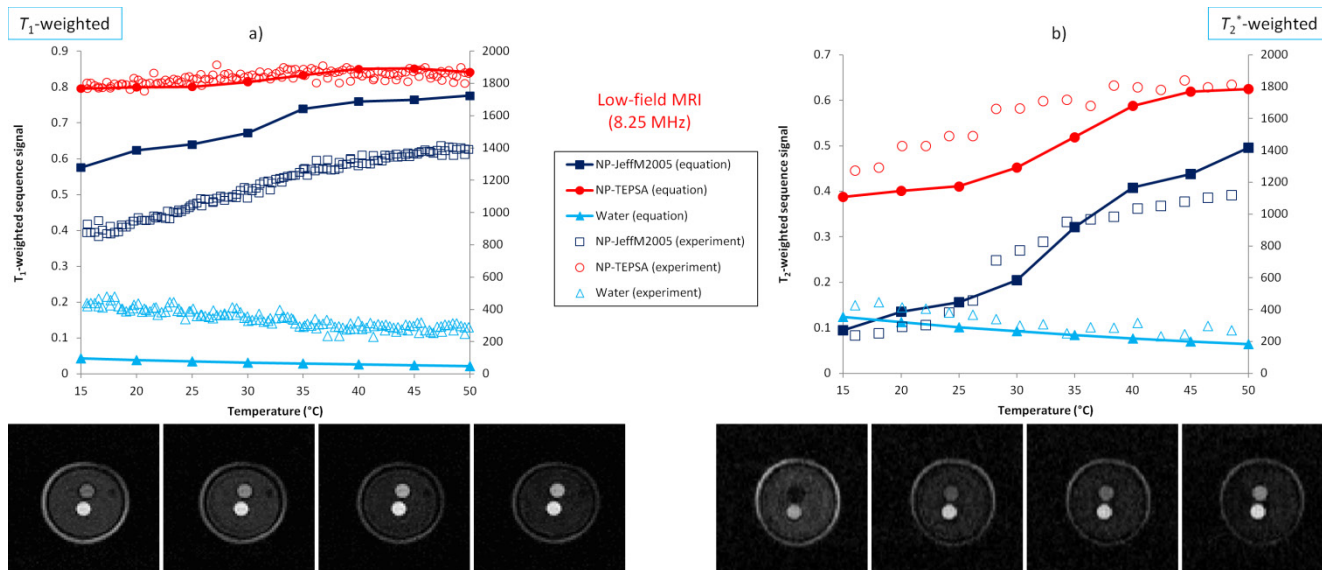 T1-weighted
a)
b)
T2*-weighted
0.9
0.8
0.7
0.6
0.5
0.4
0.3
0.2
0.1
0
T1-weighted sequence signal
2000
1800
1600
1400
1200
1000
800
600
400
200
0
15 20 25 30 35 40 45 50
Temperature (°C)
Low-field MRI
(8.25 MHz)
NP-JeffM2005 (equation)
NP-TEPSA (equation)
Water (equation)
NP-JeffM2005 (experiment)
NP-TEPSA (experiment)
Water (experiment)
0.7
0.6
0.5
0.4
0.3
0.2
0.1
0
T2-weighted sequence signal
2000
1800
1600
1400
1200
1000
800
600
400
200
0
15 20 25 30 35 40 45 50
Temperature (°C)